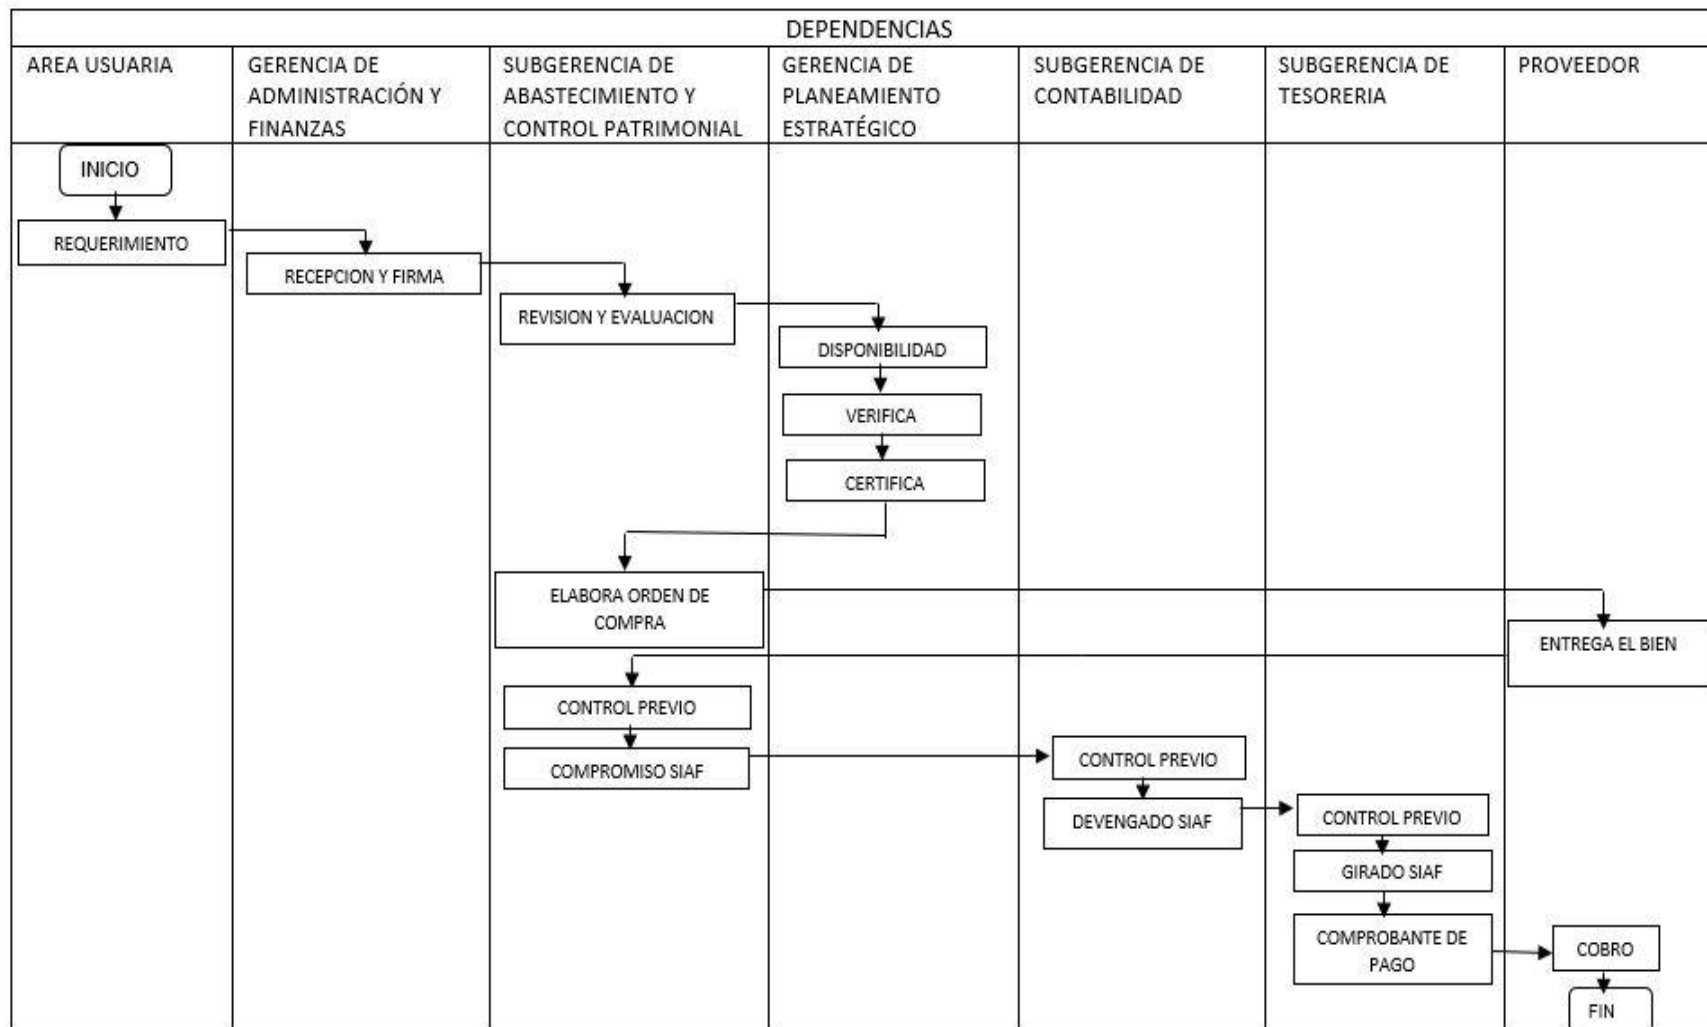 DEPENDENCIAS
AREA USUARIA
GERENCIA DE
ADMINISTRACIÓN Y
FINANZAS
SUBGERENCIA DE
ABASTECIMIENTO Y
CONTROL PATRIMONIAL
GERENCIA DE
PLANEAMIENTO
ESTRATÉGICO
SUBGERENCIA DE
CONTABILIDAD
SUBGERENCIA DE
TESORERIA
PROVEEDOR
INICIO
REQUERIMIENTO
RECEPCION Y FIRMA
REVISION Y EVALUACION
DISPONIBILIDAD
VERIFICA
CERTIFICA
ELABORA ORDEN DE
COMPRA
ENTREGA EL BIEN
CONTROL PREVIO
COMPROMISO SIAF
CONTROL PREVIO
DEVENGADO SIAF
CONTROL PREVIO
GIRADO SIAF
COMPROBANTE DE
PAGO
COBRO
FIN